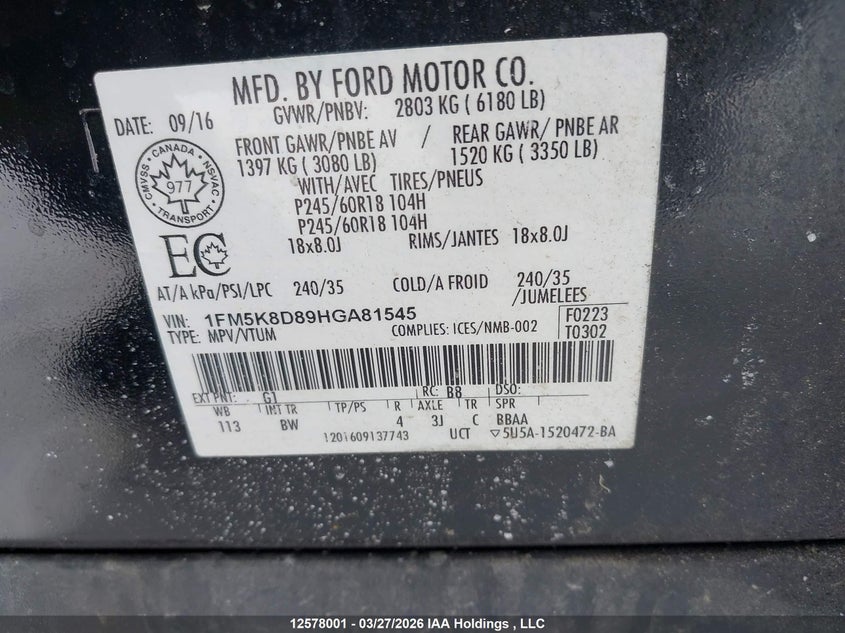 MFD. BY FORD MOTOR CO.
DATE: 09/16
GVWR/PNBV: 2803 KG ( 6180 LB)
FRONT GAWR/PNBE AV / REAR GAWR/ PNBE AR
1397 KG ( 3080 LB) 1520 KG ( 3350 LB)
WITH/AVEC TIRES/PNEUS
P245/60R18 104H
P245/60R18 104H
18x8.0J RIMS/JANTES 18x8.0J
CMVSS · CANADA · NSVAC
977
TRANSPORT
EC
AT/A kPa/PSI/LPC 240/35 COLD/A FROID 240/35
/JUMELEES
VIN: 1FM5K8D89HGA81545 F0223
TYPE: MPV/VTUM COMPLIES: ICES/NMB-002 T0302
EXT PNT: G1 RC: B8 DSO:
WB INT TR TP/PS R AXLE TR SPR
113 BW 4 3J C BBAA
1201609137743 UCT ▽5U5A-1520472-BA
12578001 - 03/27/2026 IAA Holdings , LLC